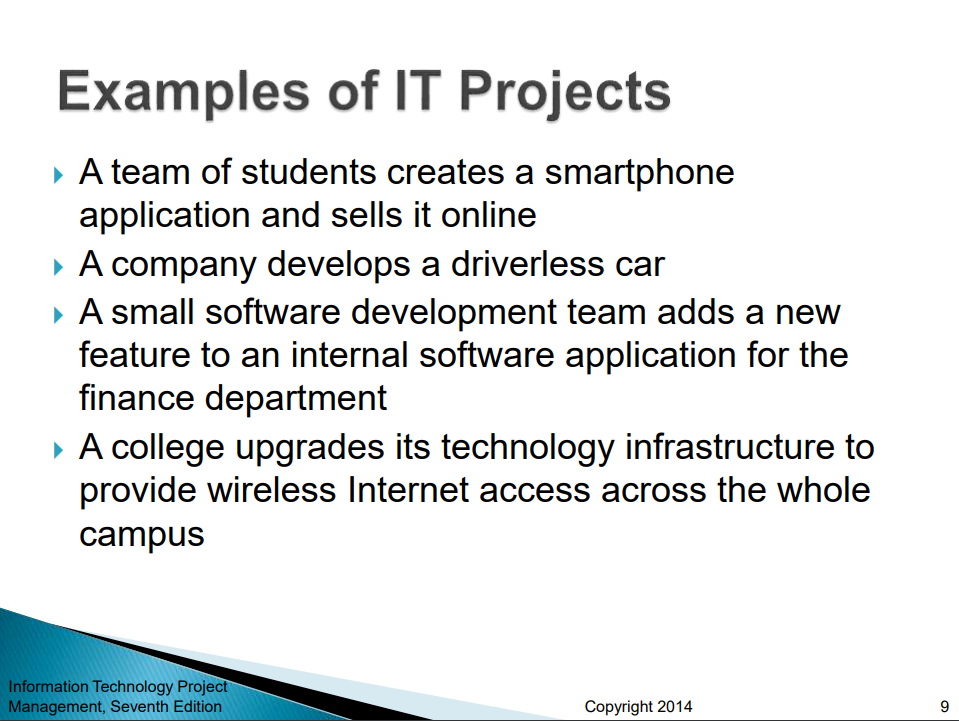 Examples of IT Projects
A team of students creates a smartphone
application and sells it online
A company develops a driverless car
A small software development team adds a new
feature to an internal software application for the
finance department
A college upgrades its technology infrastructure to
provide wireless Internet access across the whole
campus
Information Technology Project
Management, Seventh Edition
Copyright 2014
9